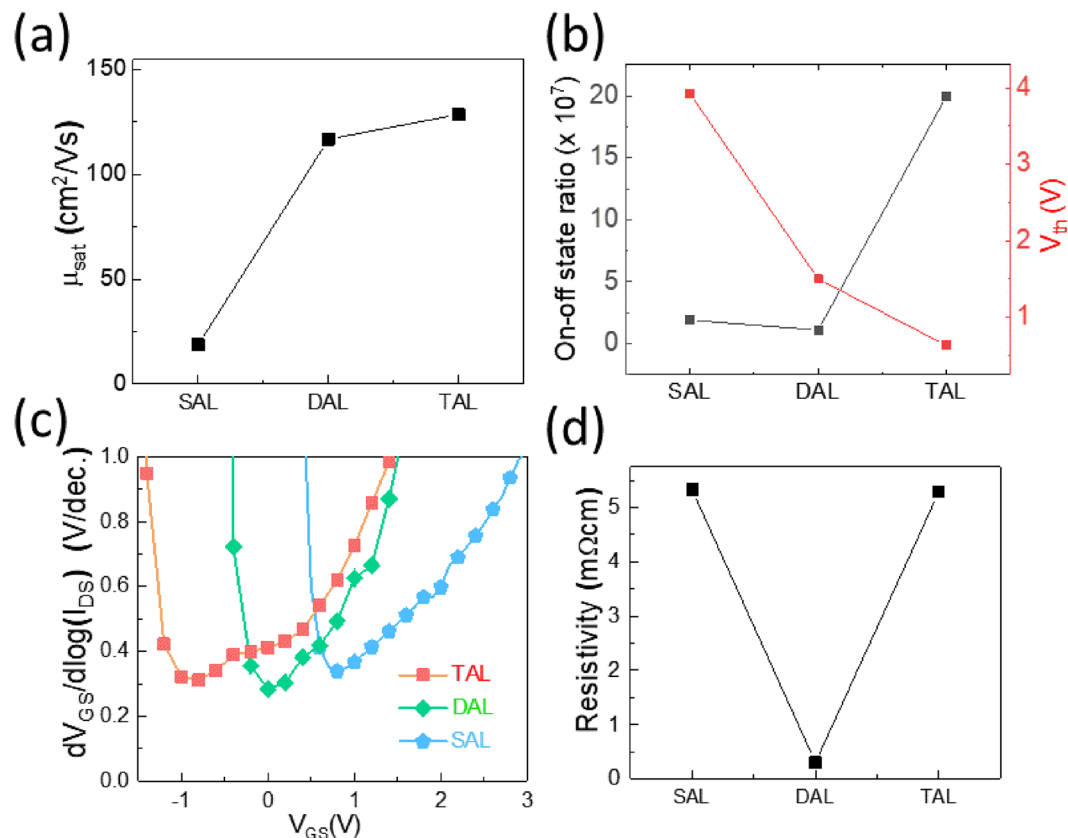 (a)
150
100
50
0
μsat (cm²/Vs)
SAL DAL TAL
(b)
20
15
10
5
0
On-off state ratio (x 10⁷)
4
3
2
1
Vth (V)
SAL DAL TAL
(c)
1.0
0.8
0.6
0.4
0.2
0.0
dVGS/dlog(IDS) (V/dec.)
TAL
DAL
SAL
-1 0 1 2 3
VGS(V)
(d)
5
4
3
2
1
0
Resistivity (mΩcm)
SAL DAL TAL